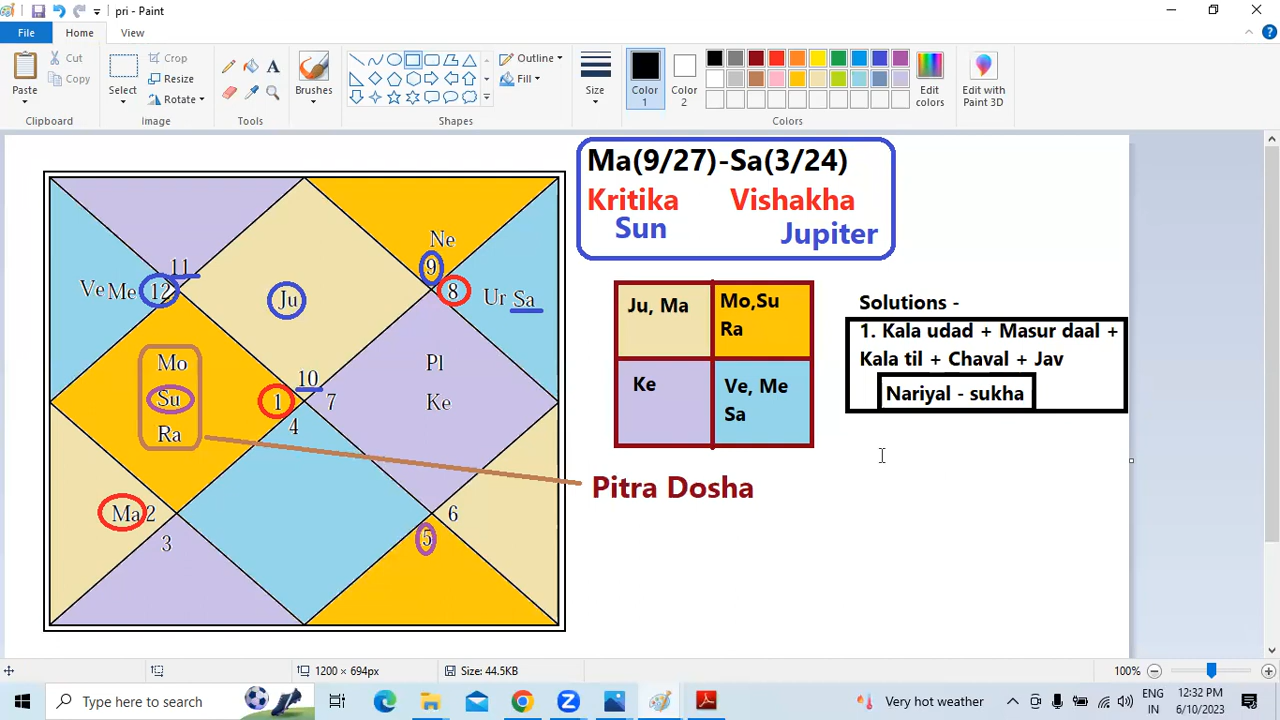 pri - Paint
File
Home
View
Paste
Cut
Copy
Clipboard
Select
Crop
Resize
Rotate
Image
Tools
Brushes
Shapes
Outline
Fill
Size
Color 1
Color 2
Colors
Edit colors
Edit with Paint 3D
Ma(9/27)-Sa(3/24)
Kritika Vishakha
Sun Jupiter
11
Ve Me 12
Ju
Ne
9
8
Ur Sa
Mo
Su
Ra
1
10
7
4
Pl
Ke
Ma 2
3
6
5
Ju, Ma
Mo,Su
Ra
Ke
Ve, Me
Sa
Pitra Dosha
Solutions -
1. Kala udad + Masur daal +
Kala til + Chaval + Jav
Nariyal - sukha
1200 × 694px
Size: 44.5KB
100%
Type here to search
Very hot weather
ENG
IN
12:32 PM
6/10/2023